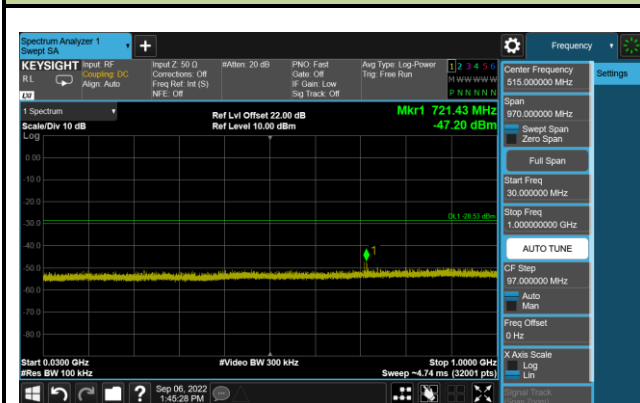 Spectrum Analyzer 1
Swept SA
+
Frequency
KEYSIGHT
RL
LXI
Input: RF
Coupling: DC
Align: Auto
Input Z: 50 Ω
Corrections: Off
Freq Ref: Int (S)
NFE: Off
#Atten: 20 dB
PNO: Fast
Gate: Off
IF Gain: Low
Sig Track: Off
Avg Type: Log-Power
Trig: Free Run
1 2 3 4 5 6
M W W W W W
P N N N N N
1 Spectrum
Scale/Div 10 dB
Log
Ref Lvl Offset 22.00 dB
Ref Level 10.00 dBm
Mkr1 721.43 MHz
-47.20 dBm
0.00
-10.0
-20.0
-30.0
DL1 -28.53 dBm
-40.0
1
-50.0
-60.0
-70.0
-80.0
Start 0.0300 GHz
#Res BW 100 kHz
#Video BW 300 kHz
Stop 1.0000 GHz
Sweep ~4.74 ms (32001 pts)
Sep 06, 2022
1:45:28 PM
Center Frequency
515.000000 MHz
Settings
Span
970.000000 MHz
Swept Span
Zero Span
Full Span
Start Freq
30.000000 MHz
Stop Freq
1.000000000 GHz
AUTO TUNE
CF Step
97.000000 MHz
Auto
Man
Freq Offset
0 Hz
X Axis Scale
Log
Lin
Signal Track
(Span Zoom)